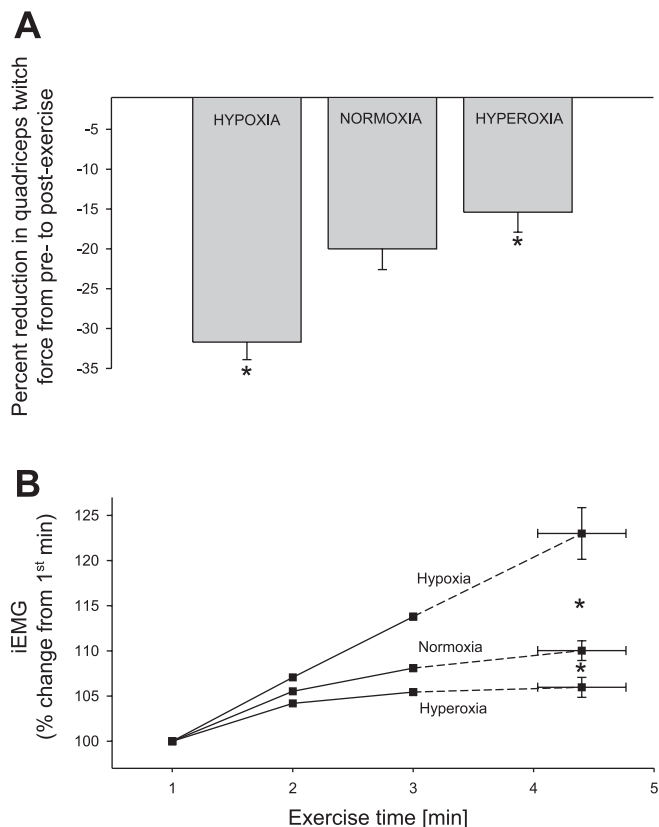 A
Percent reduction in quadriceps twitch
force from pre- to post-exercise
-5
-10
-15
-20
-25
-30
-35
HYPOXIA
NORMOXIA
HYPEROXIA
*
*
B
iEMG
(% change from 1st min)
125
120
115
110
105
100
Hypoxia
Normoxia
Hyperoxia
*
*
1
2
3
4
5
Exercise time [min]